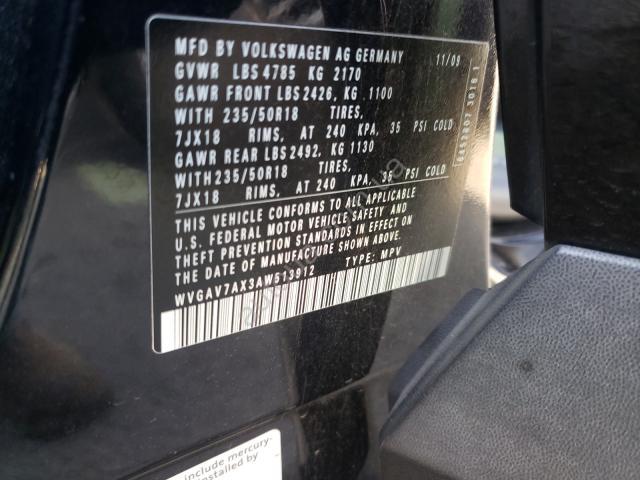 MFD BY VOLKSWAGEN AG GERMANY 11/09
GVWR LBS 4785 KG 2170
GAWR FRONT LBS 2426, KG 1100
WITH 235/50R18 TIRES,
7JX18 RIMS, AT 240 KPA, 35 PSI COLD
GAWR REAR LBS 2492, KG 1130
WITH 235/50R18 TIRES,
7JX18 RIMS, AT 240 KPA, 35 PSI COLD
THIS VEHICLE CONFORMS TO ALL APPLICABLE
U.S. FEDERAL MOTOR VEHICLE SAFETY AND
THEFT PREVENTION STANDARDS IN EFFECT ON
THE DATE OF MANUFACTURE SHOWN ABOVE.
WVGAV7AX3AW513912 TYPE: MPV
include mercury-
installed by